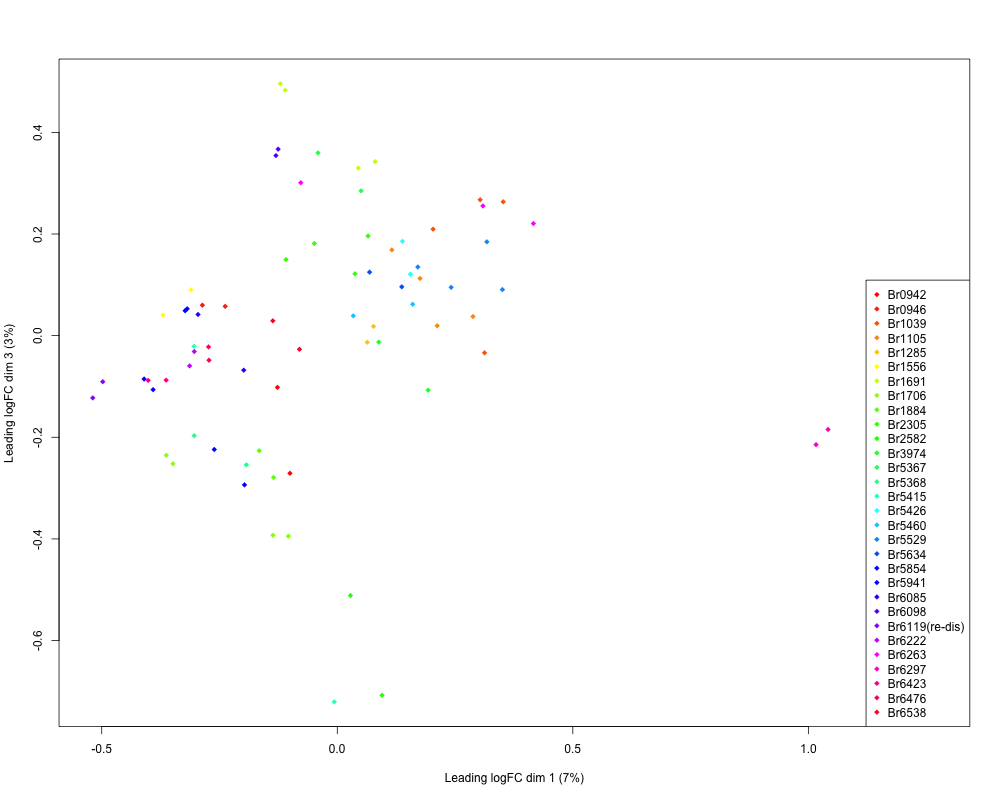 0.4
0.2
0.0
-0.2
-0.4
-0.6
Leading logFC dim 3 (3%)
Br0942
Br0946
Br1039
Br1105
Br1285
Br1556
Br1691
Br1706
Br1884
Br2305
Br2582
Br3974
Br5367
Br5368
Br5415
Br5426
Br5460
Br5529
Br5634
Br5854
Br5941
Br6085
Br6098
Br6119(re-dis)
Br6222
Br6263
Br6297
Br6423
Br6476
Br6538
-0.5
0.0
0.5
1.0
Leading logFC dim 1 (7%)